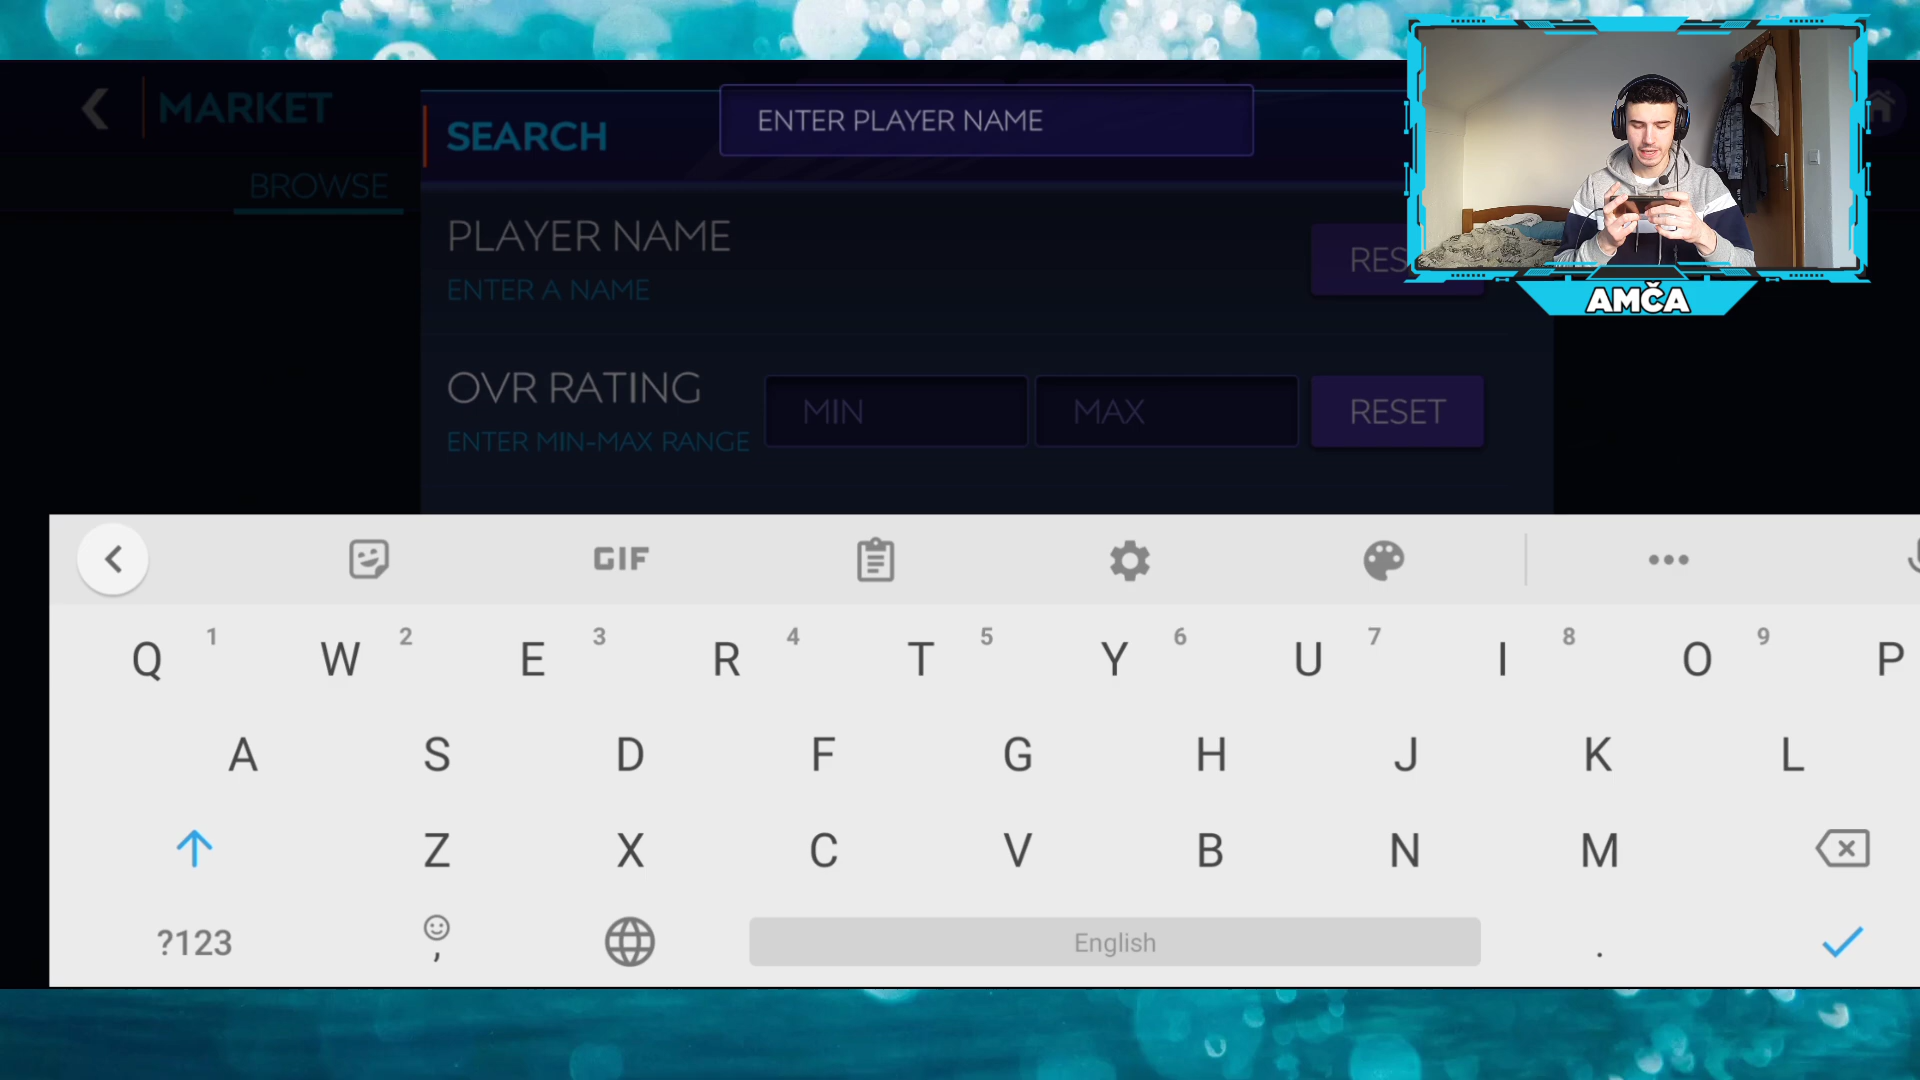 MARKET
SEARCH
ENTER PLAYER NAME
BROWSE
PLAYER NAME
ENTER A NAME
RES
AMČA
OVR RATING
ENTER MIN-MAX RANGE
MIN
MAX
RESET
GIF
Q 1 W 2 E 3 R 4 T 5 Y 6 U 7 I 8 O 9 P
A S D F G H J K L
Z X C V B N M
?123 , English .